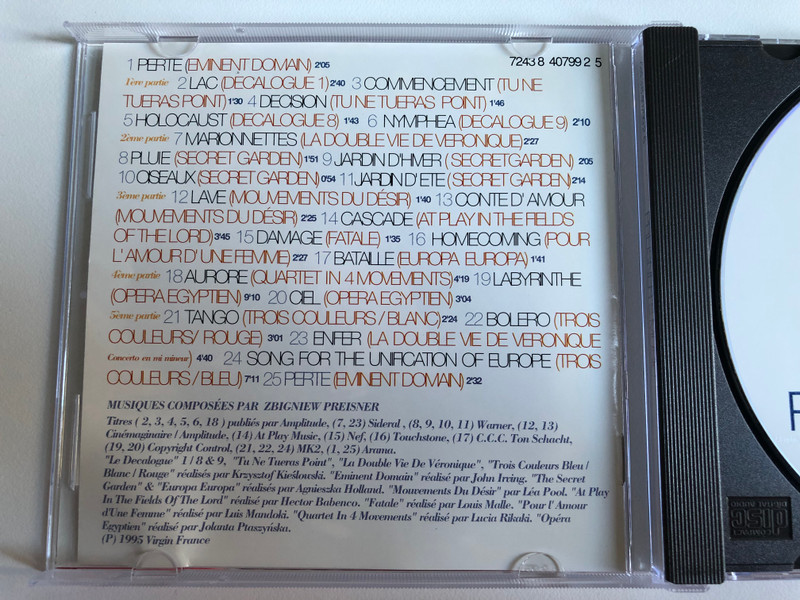 1 PERTE (EMINENT DOMAIN) 2'05 7243 8 40799 2 5
1ère partie 2 LAC (DÉCALOGUE 1) 2'40 3 COMMENCEMENT (TU NE
TUERAS POINT) 1'30 4 DECISION (TU NE TUERAS POINT) 1'46
5 HOLOCAUST (DECALOGUE 8) 1'43 6 NYMPHEA (DECALOGUE 9) 2'10
2ème partie 7 MARIONNETTES (LA DOUBLE VIE DE VERONIQUE) 2'27
8 PLUIE (SECRET GARDEN) 1'51 9 JARDIN D'HIVER ( SECRET GARDEN) 2'05
10 OISEAUX (SECRET GARDEN) 0'54 11 JARDIN D' ETE ( SECRET GARDEN) 2'14
3ème partie 12 LAVE (MOUVEMENTS DU DÉSIR) 1'40 13 CONTE D' AMOUR
(MOUVEMENTS DU DÉSIR) 2'25 14 CASCADE (AT PLAY IN THE FIELDS
OF THE LORD) 3'45 15 DAMAGE (FATALE) 1'35 16 HOMECOMING (POUR
L' AMOUR D' UNE FEMME) 2'27 17 BATAILLE (EUROPA EUROPA) 1'41
4ème partie 18 AURORE (QUARTET IN 4 MOVEMENTS) 4'19 19 LABYRINTHE
(OPERA EGYPTIEN) 9'10 20 CIEL (OPERA EGYPTIEN) 3'04
5ème partie 21 TANGO (TROIS COULEURS / BLANC) 2'24 22 BOLERO (TROIS
COULEURS/ ROUGE) 3'01 23 ENFER (LA DOUBLE VIE DE VERONIQUE
Concerto en mi mineur) 4'40 24 SONG FOR THE UNIFICATION OF EUROPE (TROIS
COULEURS / BLEU) 7'11 25 PERTE (EMINENT DOMAIN) 2'32
MUSIQUES COMPOSÉES PAR ZBIGNIEW PREISNER
Titres ( 2, 3, 4, 5, 6, 18 ) publiés par Amplitude, (7, 23) Sideral , (8, 9, 10, 11) Warner, (12, 13)
Cinémaginaire / Amplitude, (14) At Play Music, (15) Nef, (16) Touchstone, (17) C.C.C. Ton Schacht,
(19, 20) Copyright Control, (21, 22, 24) MK2, (1, 25) Arama.
"Le Decalogue" 1 / 8 & 9, "Tu Ne Tueras Point", "La Double Vie De Véronique", "Trois Couleurs Bleu /
Blanc / Rouge" réalisés par Krzysztof Kieślowski. "Eminent Domain" réalisé par John Irving. "The Secret
Garden" & "Europa Europa" réalisés par Agnieszka Holland. "Mouvements Du Désir" par Léa Pool. "At Play
In The Fields Of The Lord" réalisé par Hector Babenco. "Fatale" réalisé par Louis Malle. "Pour l' Amour
d'Une Femme" réalisé par Luis Mandoki. "Quartet In 4 Movements" réalisé par Lucia Rikaki. "Opéra
Egyptien" réalisé par Jolanta Ptaszyńska.
(P) 1995 Virgin France
COMPACT
disc
DIGITAL AUDIO